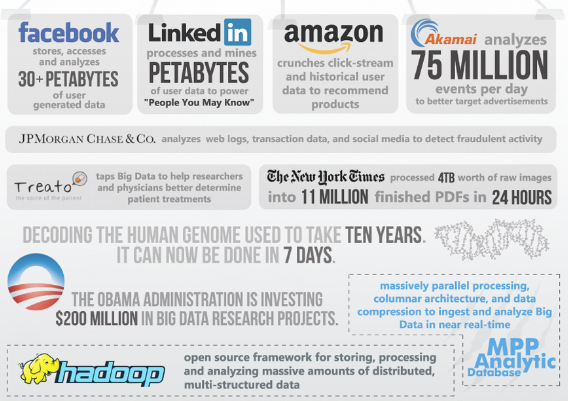 facebook
stores, accesses
and analyzes
30+ PETABYTES
of user
generated data
Linked in
processes and mines
PETABYTES
of user data to power
"People You May Know"
amazon
crunches click-stream
and historical user
data to recommend
products
Akamai analyzes
75 MILLION
events per day
to better target advertisements
JPMORGAN CHASE & CO. analyzes web logs, transaction data, and social media to detect fraudulent activity
Treato
the voice of the patient
taps Big Data to help researchers
and physicians better determine
patient treatments
The New York Times processed 4TB worth of raw images
into 11 MILLION finished PDFs in 24 HOURS
DECODING THE HUMAN GENOME USED TO TAKE TEN YEARS.
IT CAN NOW BE DONE IN 7 DAYS.
THE OBAMA ADMINISTRATION IS INVESTING
$200 MILLION IN BIG DATA RESEARCH PROJECTS.
massively parallel processing,
columnar architecture, and data
compression to ingest and analyze Big
Data in near real-time
MPP
Analytic
Database
hadoop
open source framework for storing, processing
and analyzing massive amounts of distributed,
multi-structured data